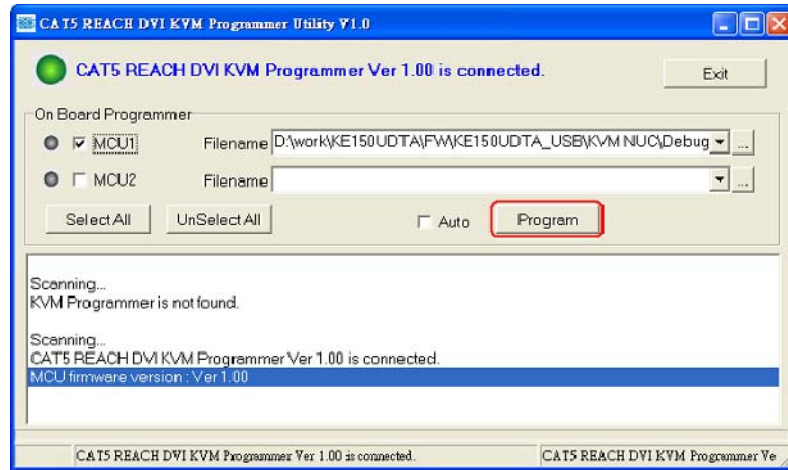 CAT5 REACH DVI KVM Programmer Utility V1.0
CAT5 REACH DVI KVM Programmer Ver 1.00 is connected.
Exit
On Board Programmer
MCU1 Filename D:\work\KE150UDTA\FW\KE150UDTA_USB\KVM NUC\Debug ...
MCU2 Filename ...
Select All UnSelect All Auto Program
Scanning...
KVM Programmer is not found.
Scanning...
CAT5 REACH DVI KVM Programmer Ver 1.00 is connected.
MCU firmware version : Ver 1.00
CAT5 REACH DVI KVM Programmer Ver 1.00 is connected. CAT5 REACH DVI KVM Programmer Ve